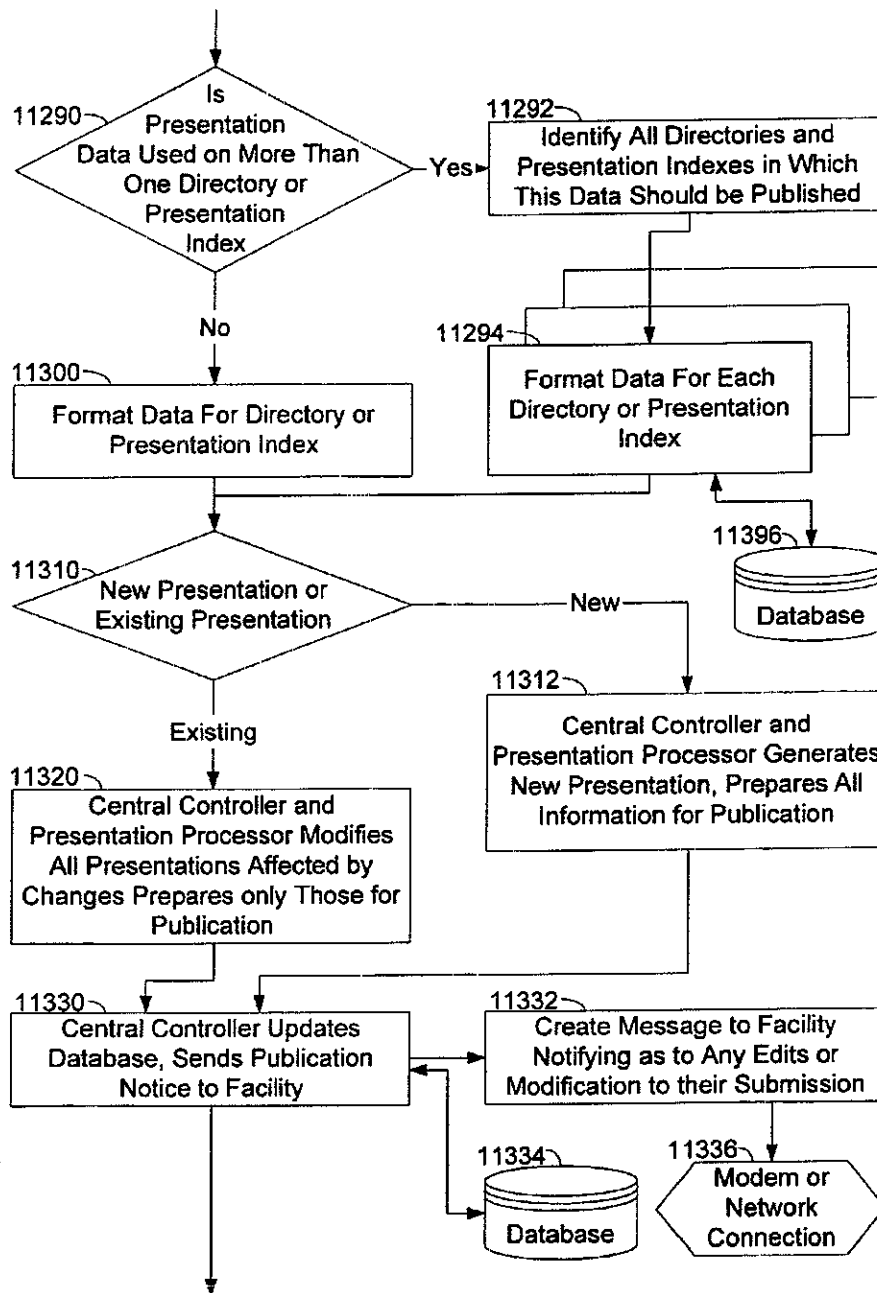 11290
Is
Presentation
Data Used on More Than
One Directory or
Presentation
Index
Yes
11292
Identify All Directories and
Presentation Indexes in Which
This Data Should be Published
No
11294
Format Data For Each
Directory or Presentation
Index
11300
Format Data For Directory or
Presentation Index
11396
Database
11310
New Presentation or
Existing Presentation
New
Existing
11312
Central Controller and
Presentation Processor Generates
New Presentation, Prepares All
Information for Publication
11320
Central Controller and
Presentation Processor Modifies
All Presentations Affected by
Changes Prepares only Those for
Publication
11330
Central Controller Updates
Database, Sends Publication
Notice to Facility
11332
Create Message to Facility
Notifying as to Any Edits or
Modification to their Submission
11334
Database
11336
Modem or
Network
Connection